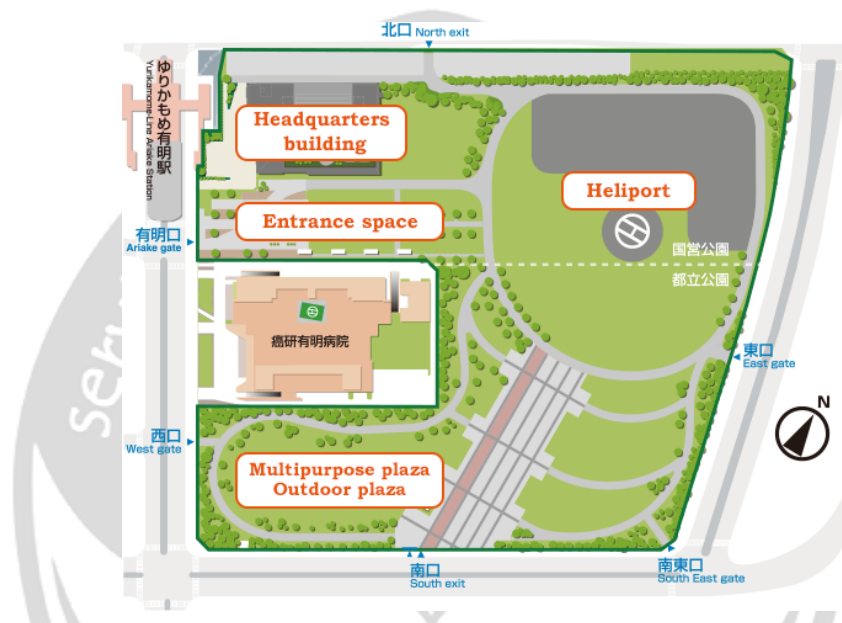 北口 North exit
ゆりかもめ有明駅
Yurikamome-Line Ariake Station
Headquarters
building
Heliport
Entrance space
有明口
Ariake gate
国営公園
都立公園
癌研有明病院
東口
East gate
N
西口
West gate
Multipurpose plaza
Outdoor plaza
南口
South exit
南東口
South East gate